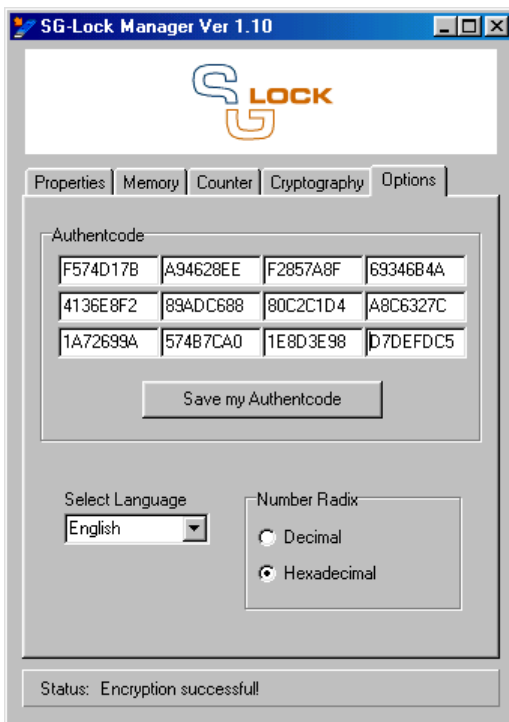 SG-Lock Manager Ver 1.10
SG LOCK
Properties Memory Counter Cryptography Options
Authentcode
F574D17B A94628EE F2857A8F 69346B4A
4136E8F2 89ADC688 80C2C1D4 A8C6327C
1A72699A 574B7CA0 1E8D3E98 D7DEFDC5
Save my Authentcode
Select Language
English
Number Radix
Decimal
Hexadecimal
Status: Encryption successful!